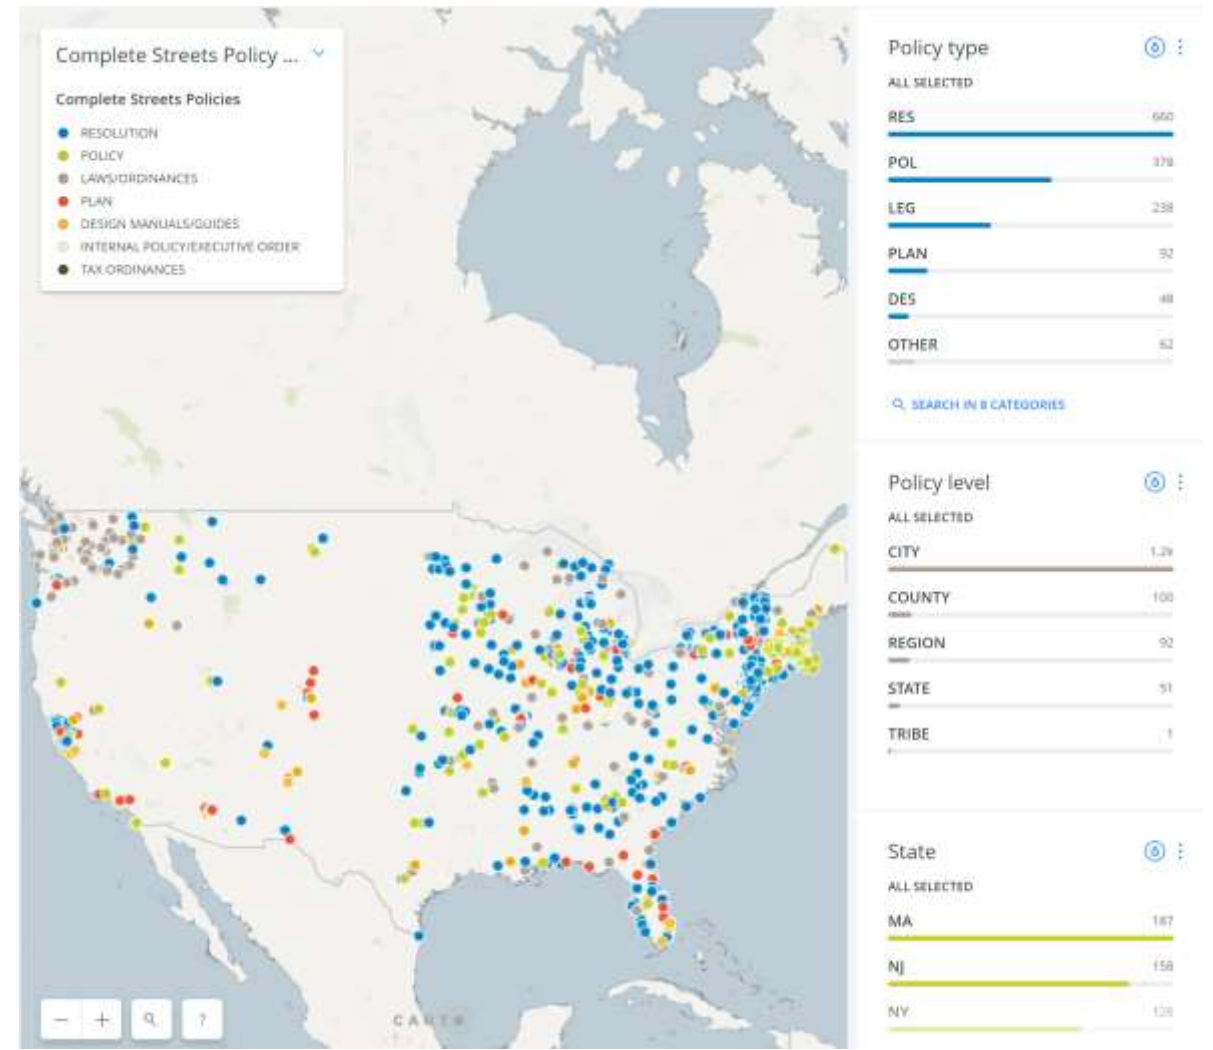 Complete Streets Policy ...
Complete Streets Policies
RESOLUTION
POLICY
LAWS/ORDINANCES
PLAN
DESIGN MANUALS/GUIDES
INTERNAL POLICY/EXECUTIVE ORDER
TAX ORDINANCES
− + ?
Policy type
ALL SELECTED
RES 660
POL 378
LEG 238
PLAN 92
DES 48
OTHER 62
SEARCH IN 8 CATEGORIES
Policy level
ALL SELECTED
CITY 1.2k
COUNTY 100
REGION 92
STATE 51
TRIBE 1
State
ALL SELECTED
MA 187
NJ 158
NY